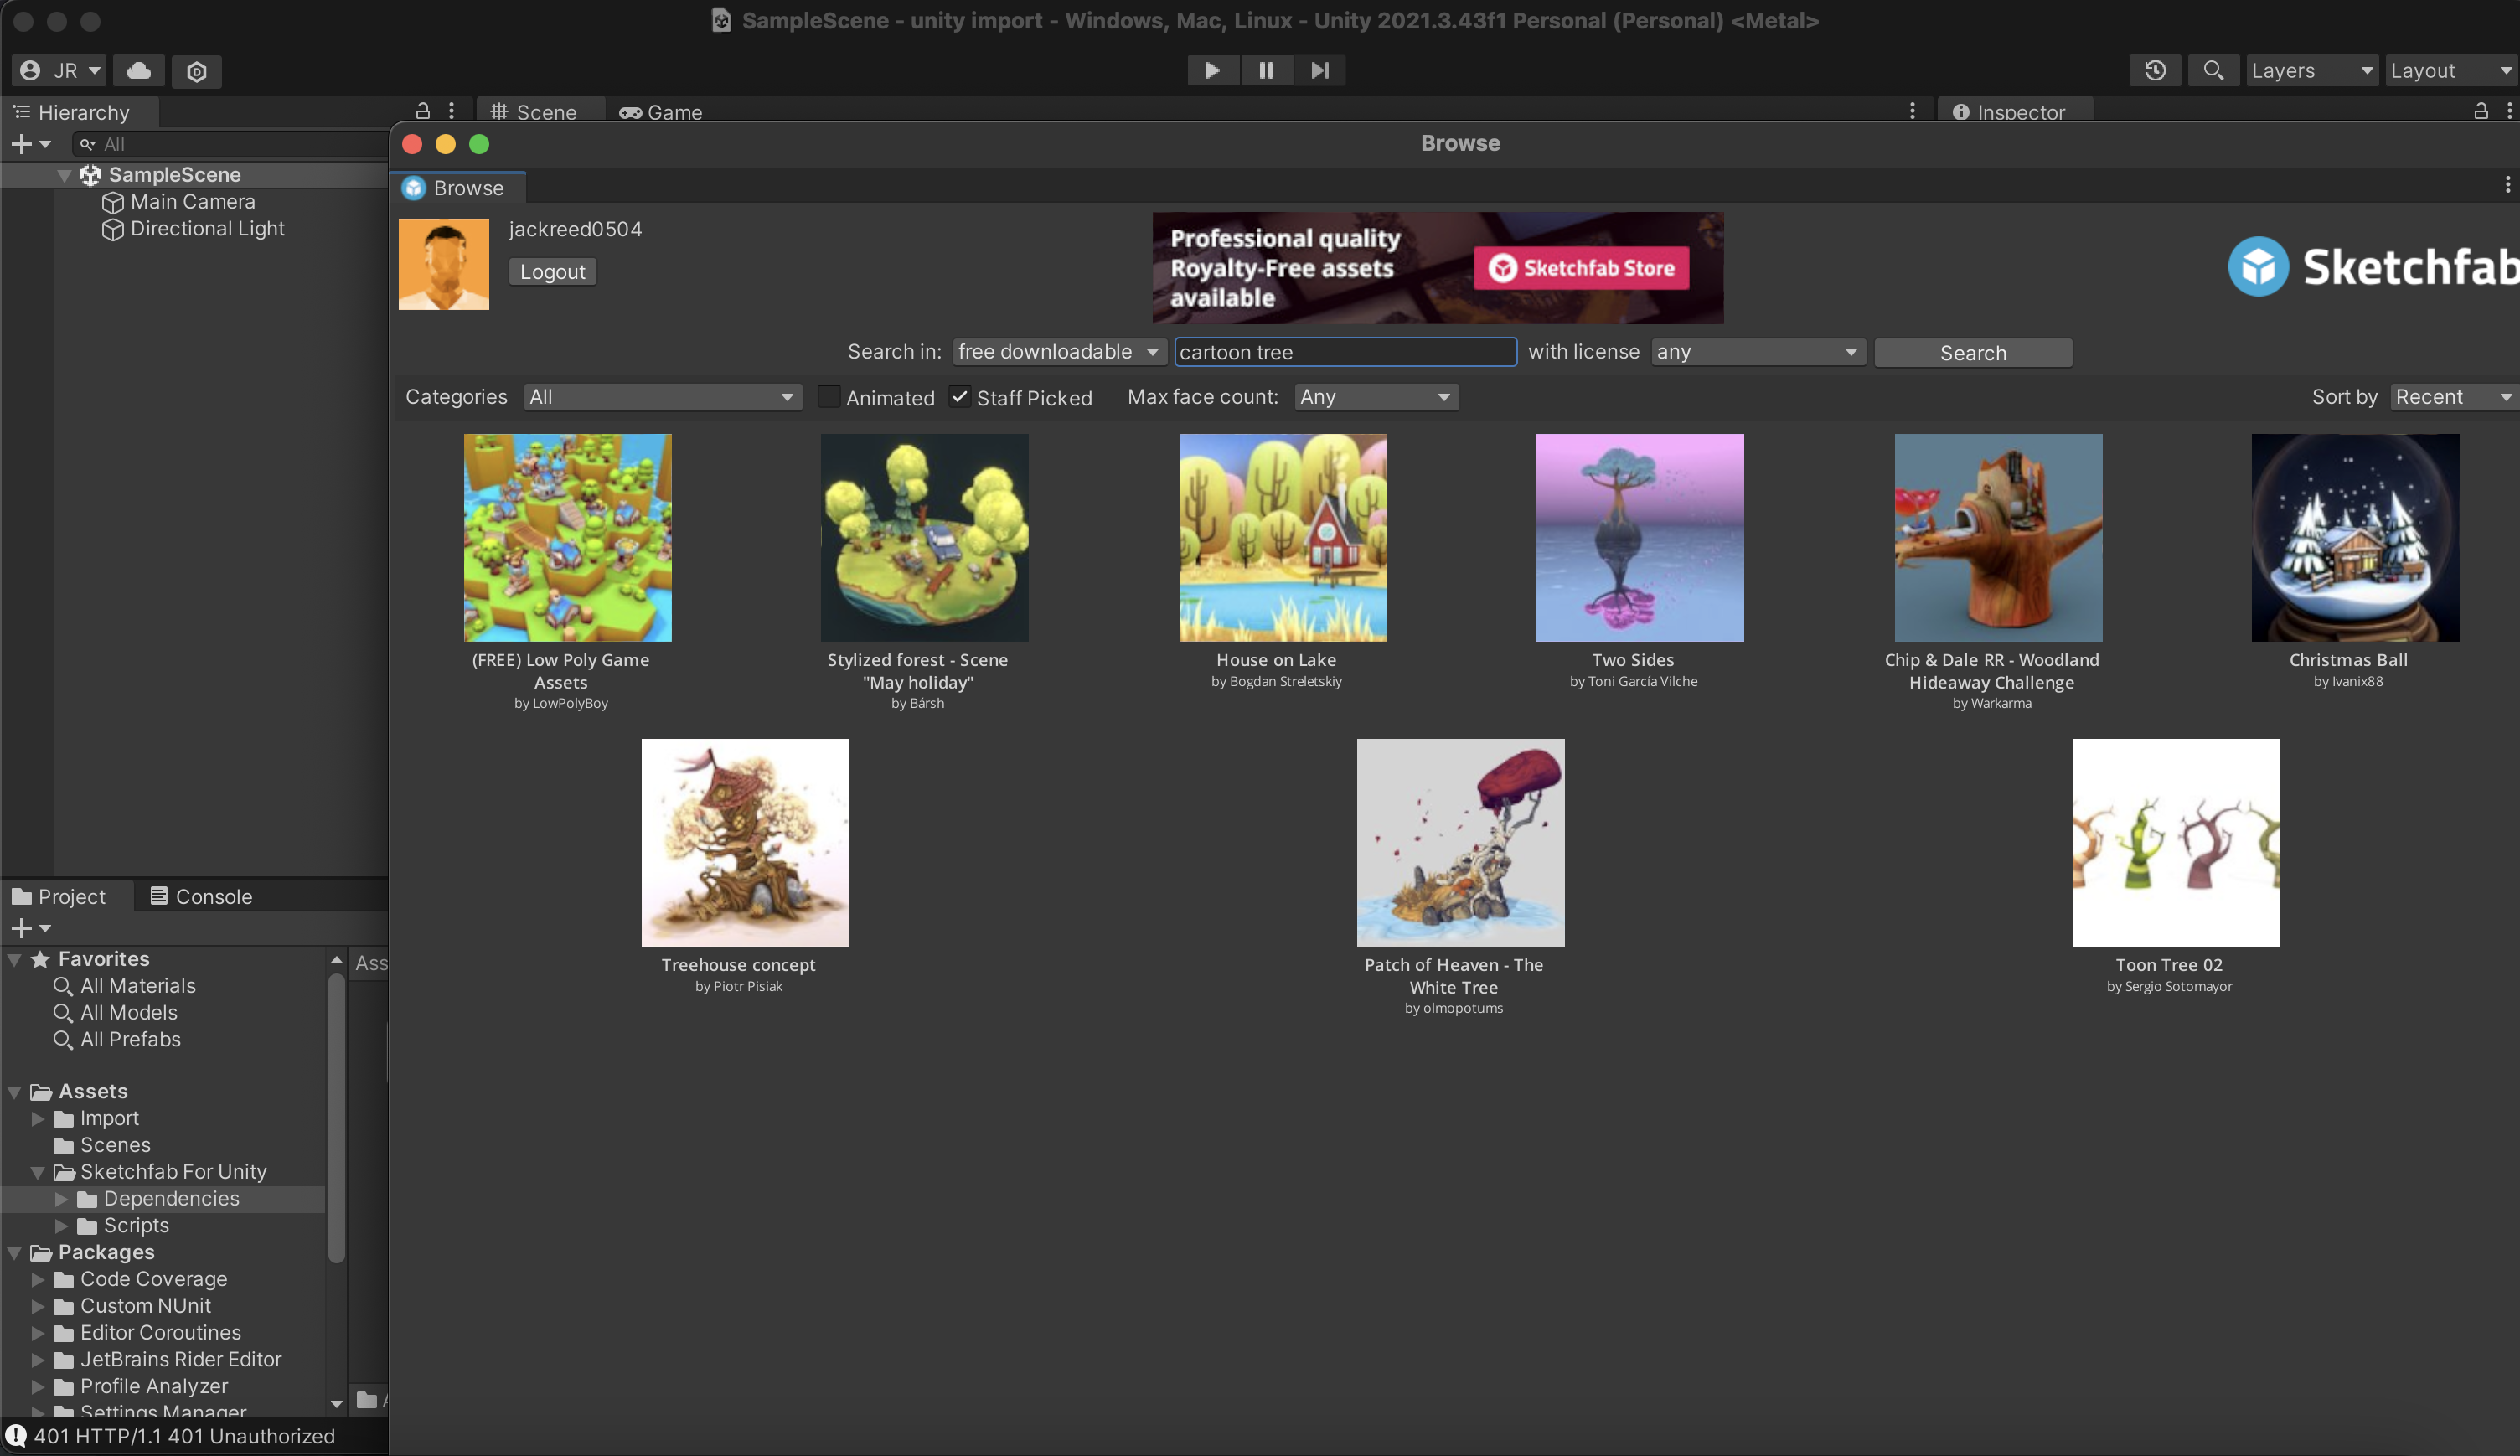 SampleScene - unity import - Windows, Mac, Linux - Unity 2021.3.43f1 Personal (Personal) <Metal>
JR
Layers
Layout
Hierarchy
Scene
Game
Inspector
All
SampleScene
Main Camera
Directional Light
Browse
Browse
jackreed0504
Logout
Professional quality
Royalty-Free assets
available
Sketchfab Store
Sketchfab
Search in: free downloadable cartoon tree with license any Search
Categories All Animated Staff Picked Max face count: Any Sort by Recent
(FREE) Low Poly Game
Assets
by LowPolyBoy
Stylized forest - Scene
"May holiday"
by Bársh
House on Lake
by Bogdan Streletskiy
Two Sides
by Toni García Vilche
Chip & Dale RR - Woodland
Hideaway Challenge
by Warkarma
Christmas Ball
by Ivanix88
Treehouse concept
by Piotr Pisiak
Patch of Heaven - The
White Tree
by olmopotums
Toon Tree 02
by Sergio Sotomayor
Project
Console
Favorites
All Materials
All Models
All Prefabs
Ass
Assets
Import
Scenes
Sketchfab For Unity
Dependencies
Scripts
Packages
Code Coverage
Custom NUnit
Editor Coroutines
JetBrains Rider Editor
Profile Analyzer
Settings Manager
401 HTTP/1.1 401 Unauthorized